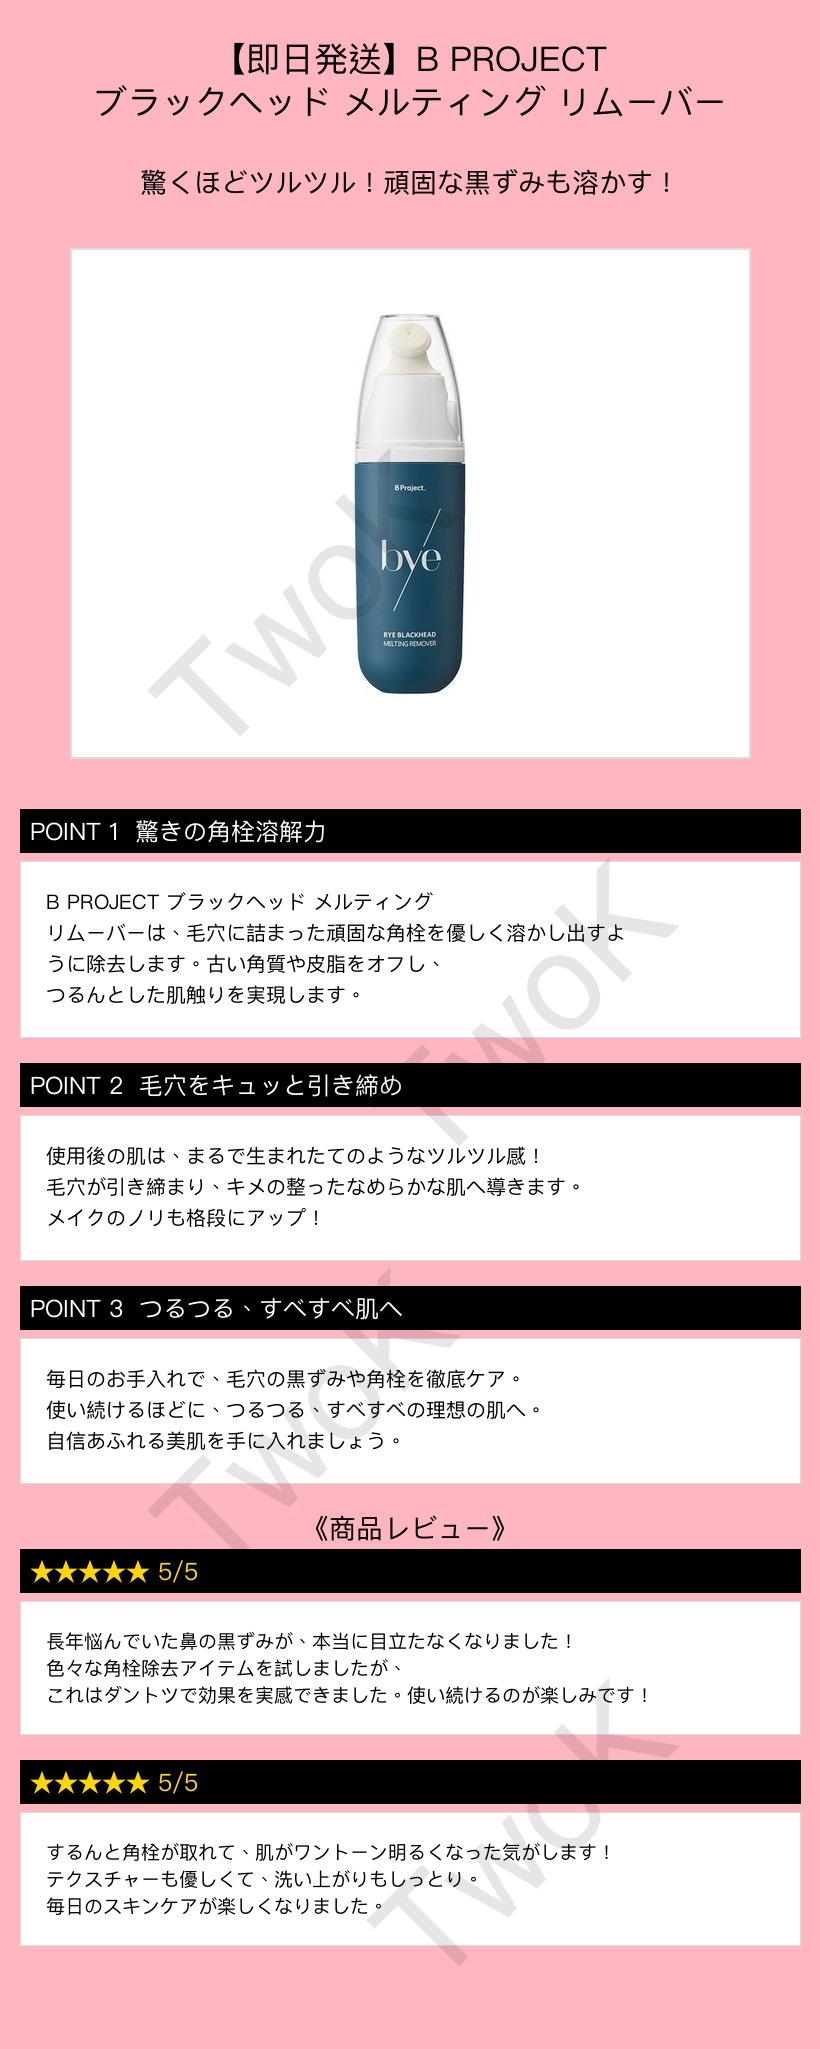 【即日発送】B PROJECT
ブラックヘッド メルティング リムーバー
驚くほどツルツル！頑固な黒ずみも溶かす！
B Project.
bye
BYE BLACKHEAD
MELTING REMOVER
TwoK
POINT 1 驚きの角栓溶解力
B PROJECT ブラックヘッド メルティング
リムーバーは、毛穴に詰まった頑固な角栓を優しく溶かし出すよ
うに除去します。古い角質や皮脂をオフし、
つるんとした肌触りを実現します。
TwoK
POINT 2 毛穴をキュッと引き締め
使用後の肌は、まるで生まれたてのようなツルツル感！
毛穴が引き締まり、キメの整ったなめらかな肌へ導きます。
メイクのノリも格段にアップ！
POINT 3 つるつる、すべすべ肌へ
毎日のお手入れで、毛穴の黒ずみや角栓を徹底ケア。
使い続けるほどに、つるつる、すべすべの理想の肌へ。
自信あふれる美肌を手に入れましょう。
TwoK
《商品レビュー》
★★★★★ 5/5
長年悩んでいた鼻の黒ずみが、本当に目立たなくなりました！
色々な角栓除去アイテムを試しましたが、
これはダントツで効果を実感できました。使い続けるのが楽しみです！
★★★★★ 5/5
するんと角栓が取れて、肌がワントーン明るくなった気がします！
テクスチャーも優しくて、洗い上がりもしっとり。
毎日のスキンケアが楽しくなりました。
TwoK